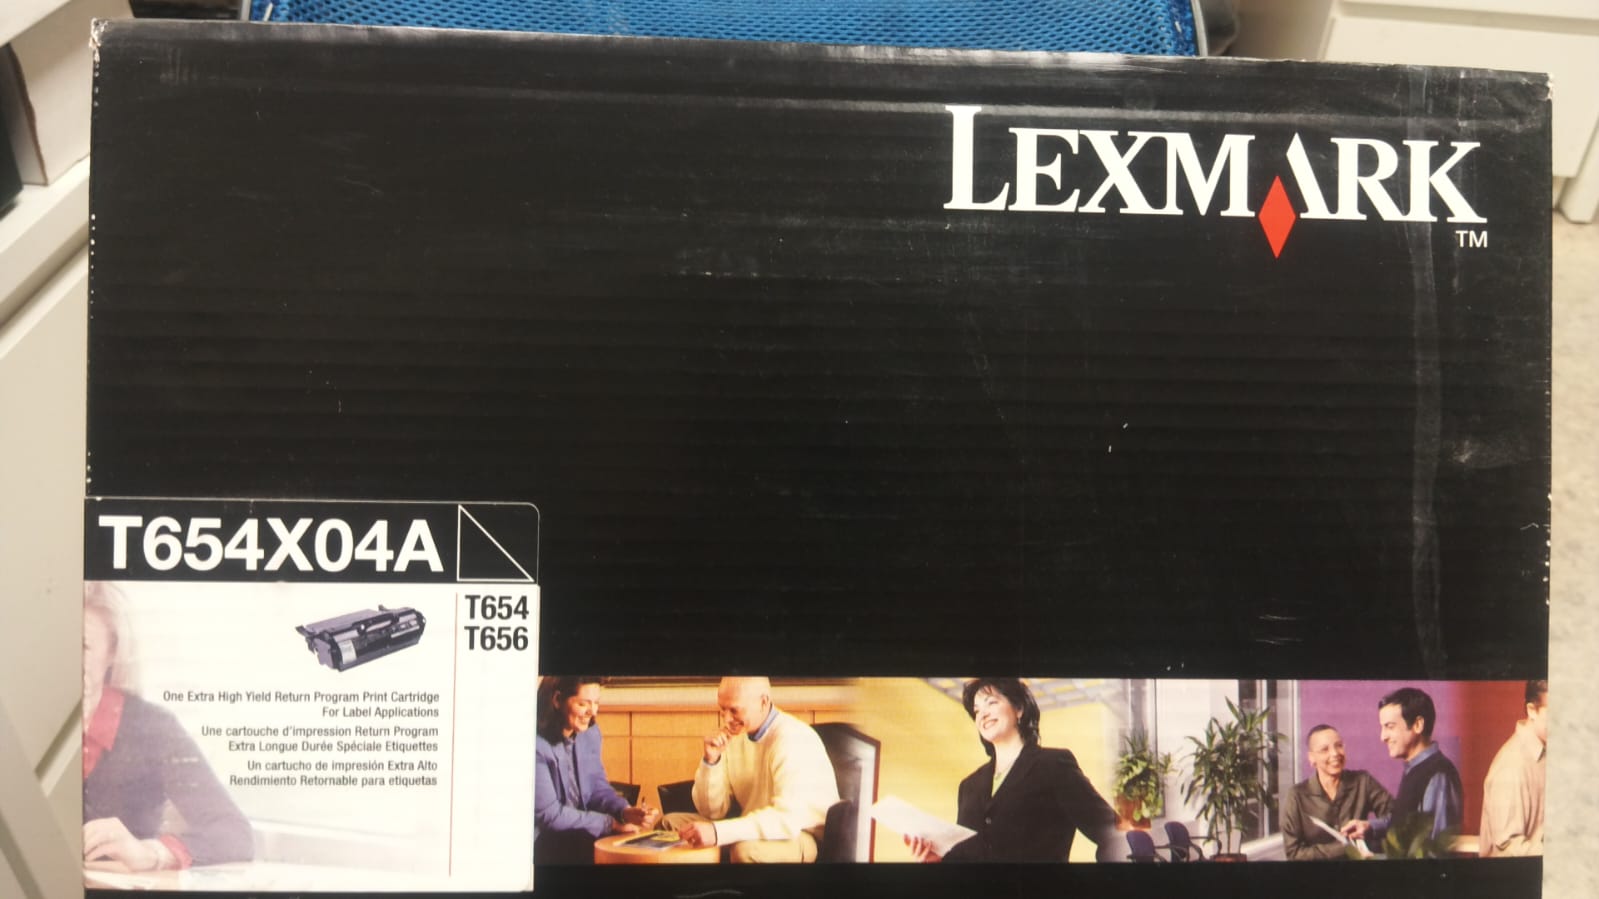 LEXMARK
TM
T654X04A
T654
T656
One Extra High Yield Return Program Print Cartridge
For Label Applications
Une cartouche d'impression Return Program
Extra Longue Durée Spéciale Etiquettes
Un cartucho de impresión Extra Alto
Rendimiento Retornable para etiquetas